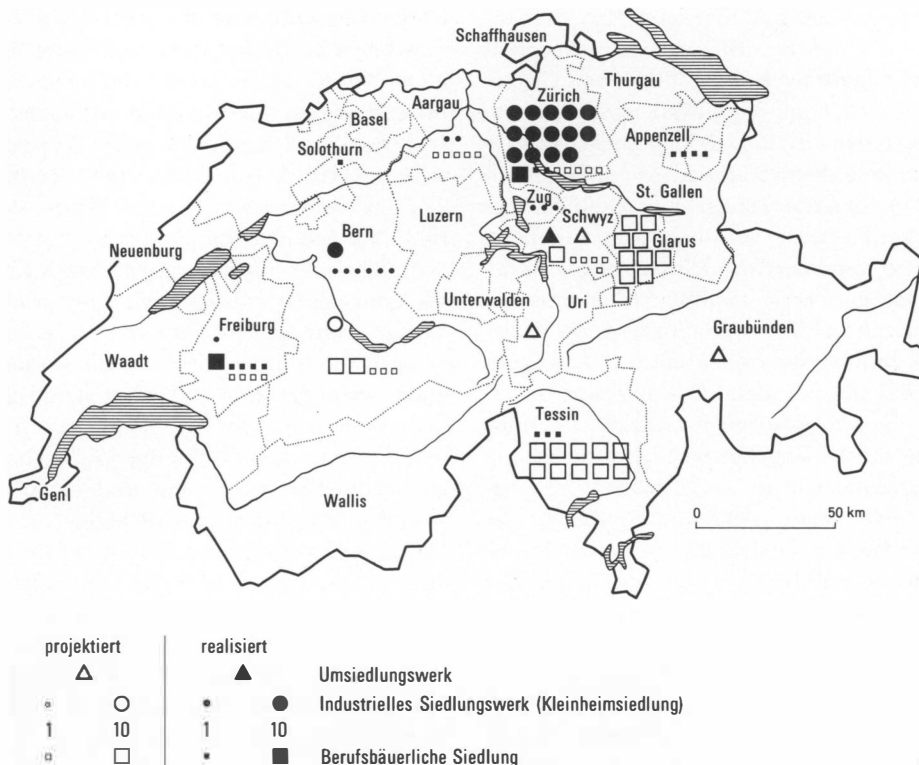 Schaffhausen
Thurgau
Zürich
Aargau
Basel
Appenzell
Solothurn
St. Gallen
Zug
Luzern
Schwyz
Bern
Glarus
Neuenburg
Unterwalden
Uri
Freiburg
Graubünden
Waadt
Tessin
Genf
Wallis
0 50 km
projektiert realisiert
Umsiedlungswerk
Industrielles Siedlungswerk (Kleinheimsiedlung)
1 10 1 10
Berufsbäuerliche Siedlung